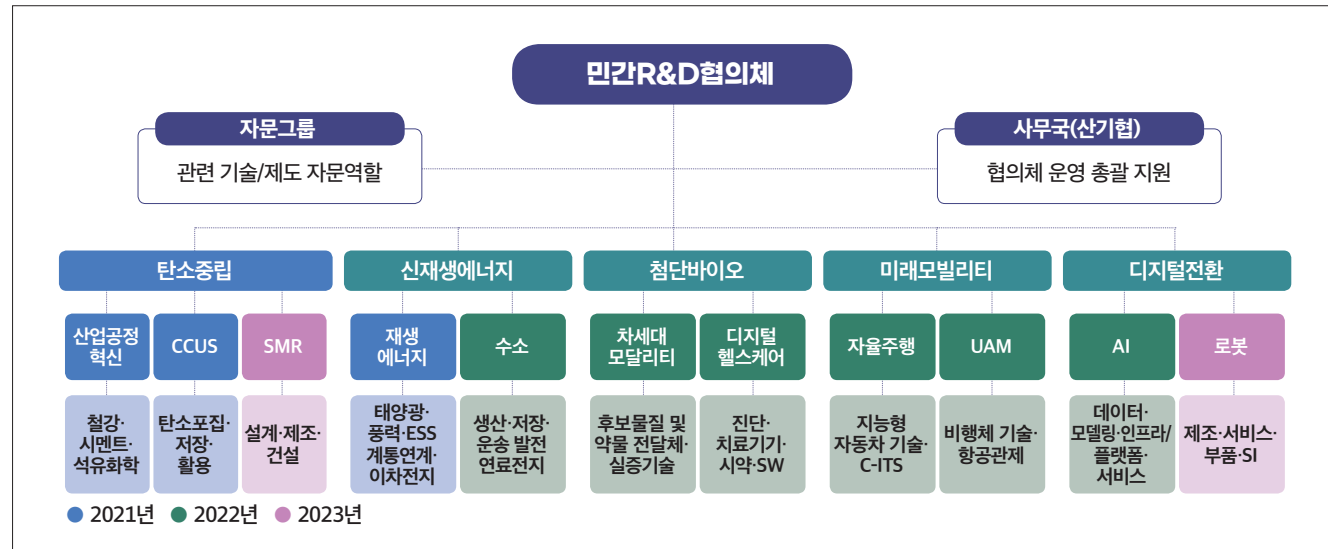 민간R&D협의체
자문그룹
관련 기술/제도 자문역할
사무국(산기협)
협의체 운영 총괄 지원
탄소중립
신재생에너지
첨단바이오
미래모빌리티
디지털전환
산업공정
혁신
CCUS
SMR
재생
에너지
수소
차세대
모달리티
디지털
헬스케어
자율주행
UAM
AI
로봇
철강·
시멘트·
석유화학
탄소포집·
저장·
활용
설계·제조·
건설
태양광·
풍력·ESS
계통연계·
이차전지
생산·저장·
운송 발전
연료전지
후보물질 및
약물 전달체·
실증기술
진단·
치료기기·
시약·SW
지능형
자동차 기술·
C-ITS
비행체 기술·
항공관제
데이터·
모델링·인프라/
플랫폼·
서비스
제조·서비스·
부품·SI
2021년
2022년
2023년